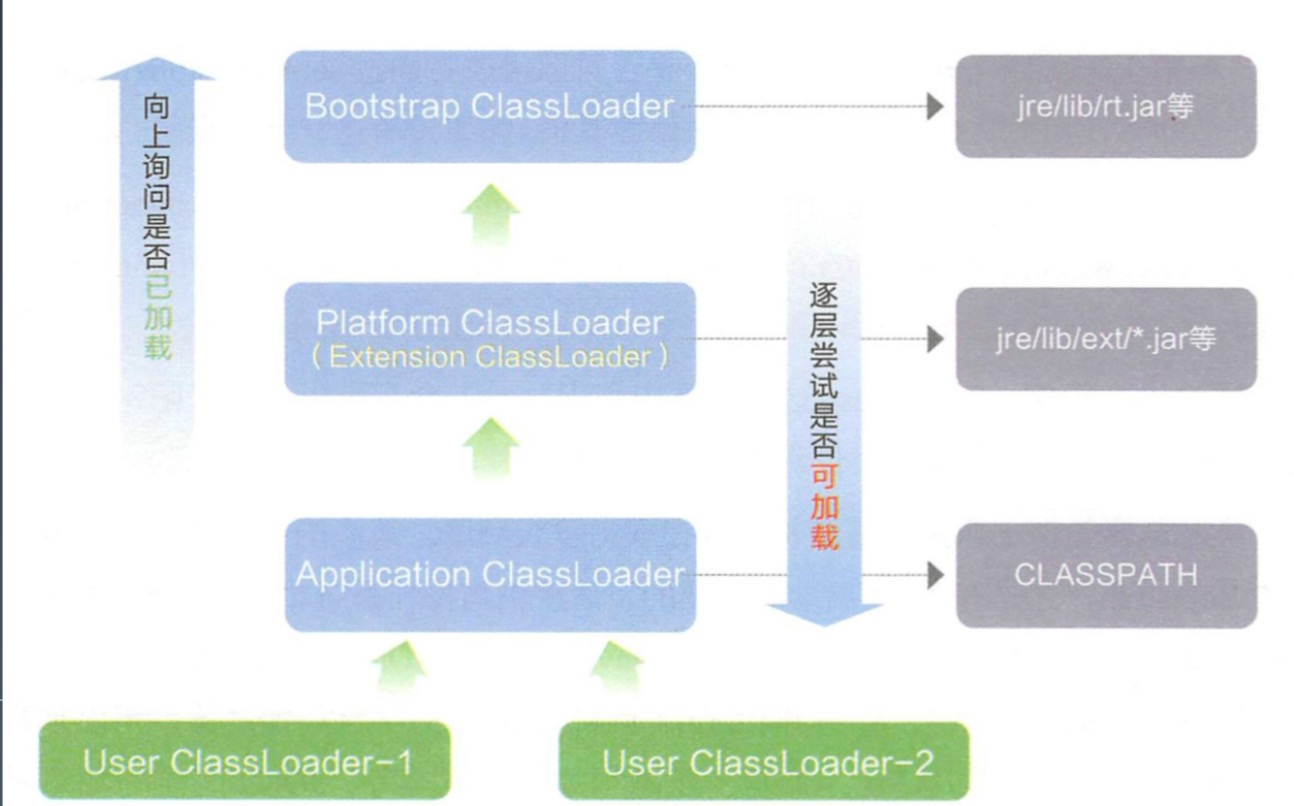 向上询问是否已加载
Bootstrap ClassLoader
jre/lib/rt.jar等
Platform ClassLoader
（Extension ClassLoader）
jre/lib/ext/*.jar等
逐层尝试是否可加载
Application ClassLoader
CLASSPATH
User ClassLoader-1
User ClassLoader-2